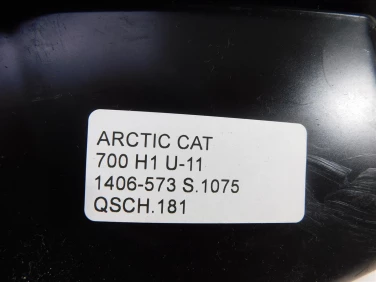 ARCTIC CAT
700 H1 U-11
1406-573 S.1075
QSCH.181